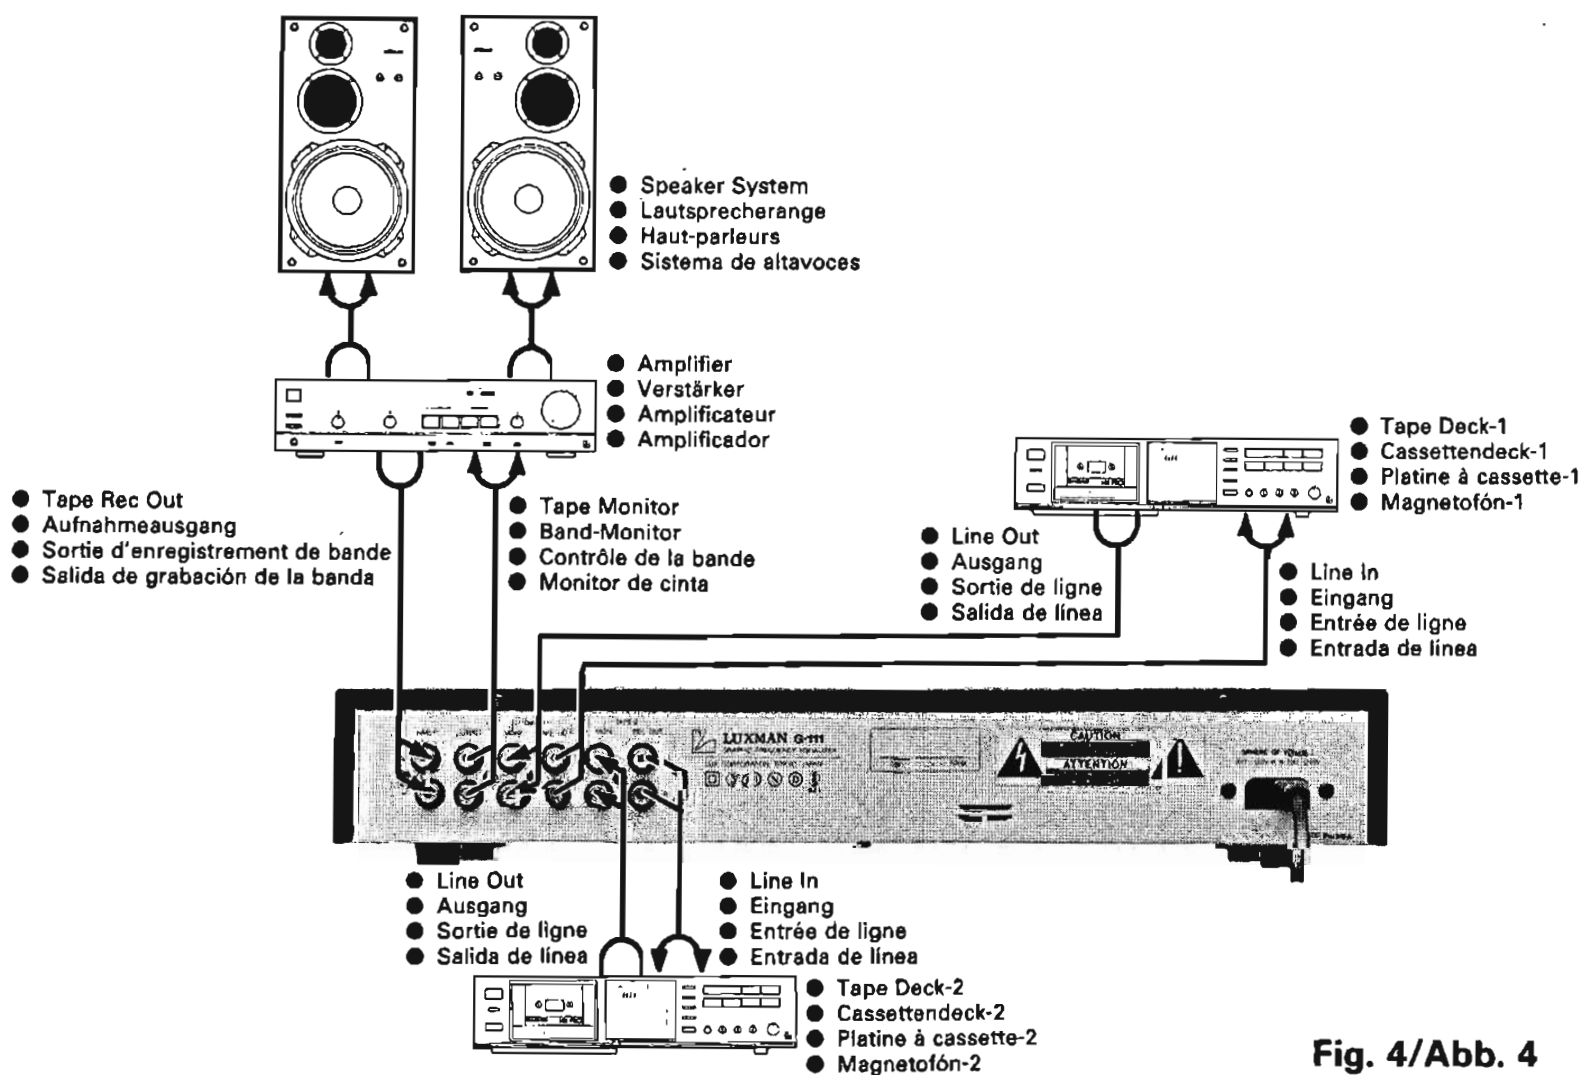 ● Speaker System
● Lautsprecherange
● Haut-parleurs
● Sistema de altavoces
● Amplifier
● Verstärker
● Amplificateur
● Amplificador
● Tape Rec Out
● Aufnahmeausgang
● Sortie d'enregistrement de bande
● Salida de grabación de la banda
● Tape Monitor
● Band-Monitor
● Contrôle de la bande
● Monitor de cinta
● Tape Deck-1
● Cassettendeck-1
● Platine à cassette-1
● Magnetofón-1
● Line Out
● Ausgang
● Sortie de ligne
● Salida de línea
● Line In
● Eingang
● Entrée de ligne
● Entrada de línea
LUXMAN G-111
GRAPHIC FREQUENCY EQUALIZER
CAUTION
ATTENTION
● Line Out
● Ausgang
● Sortie de ligne
● Salida de línea
● Line In
● Eingang
● Entrée de ligne
● Entrada de línea
● Tape Deck-2
● Cassettendeck-2
● Platine à cassette-2
● Magnetofón-2
Fig. 4/Abb. 4